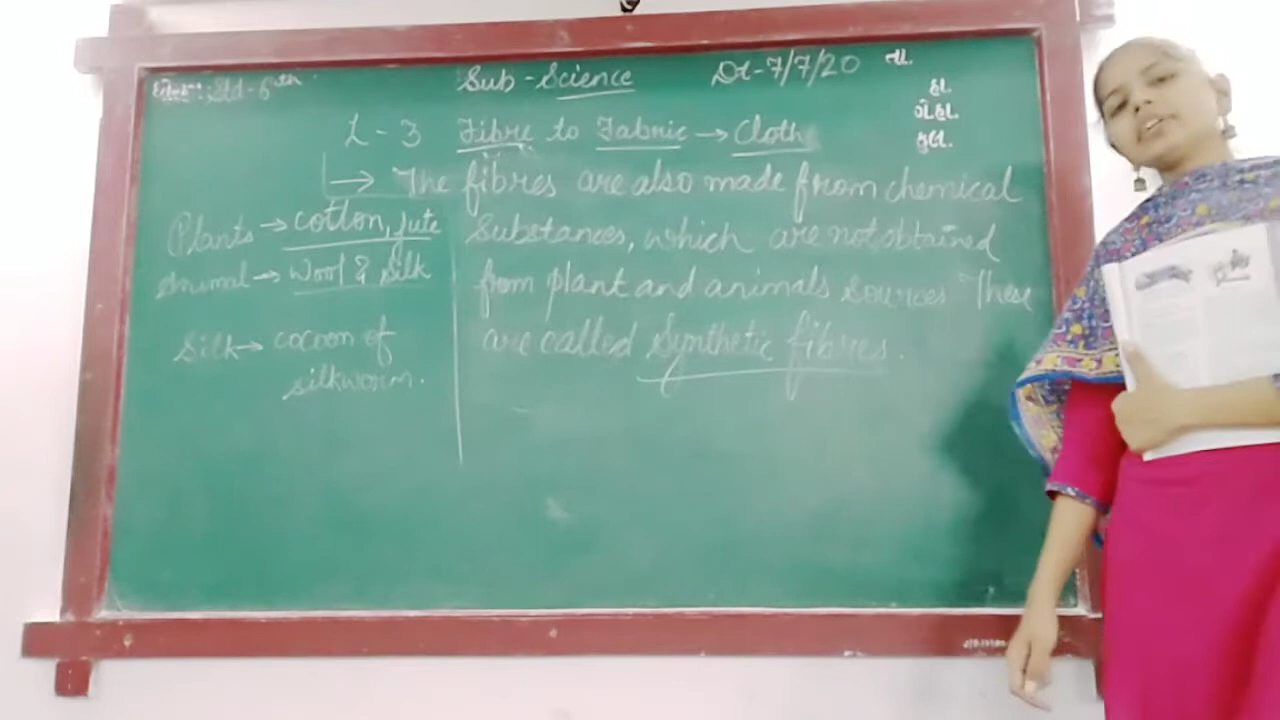 Std-6th
Sub-Science
Dt-7/7/20
તા.
હા.
ગે.હા.
કુલ.
L-3 Fibre to Fabric → Cloth
→ The fibres are also made from chemical
Substances, which are not obtained
from plant and animals sources These
are called Synthetic fibres.
Plants → cotton, jute
Animal → Wool & Silk
Silk → cocoon of
silkworm.